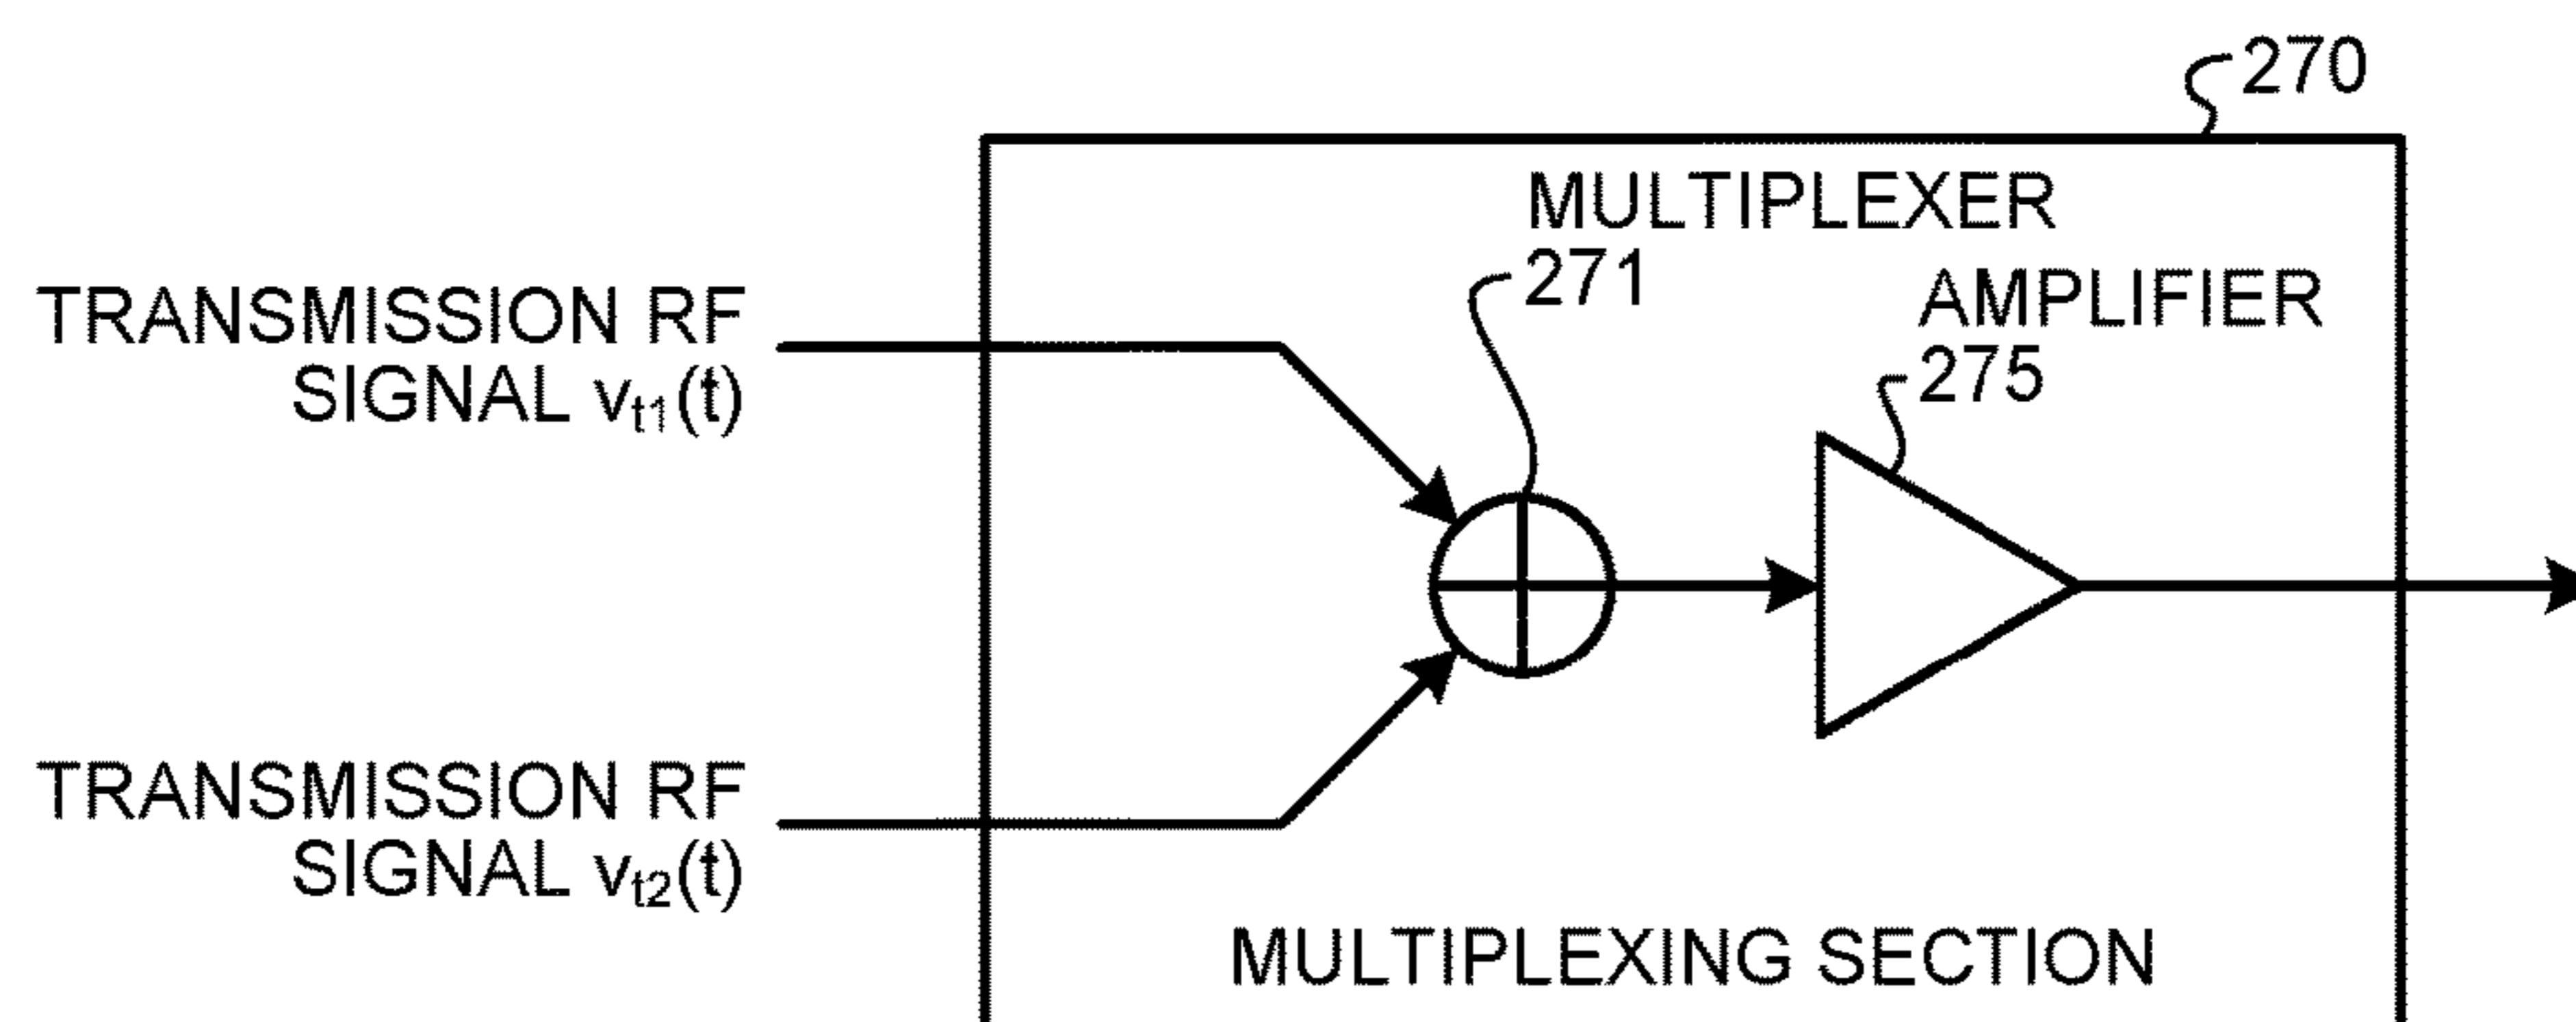 270
MULTIPLEXER
271
AMPLIFIER
275
TRANSMISSION RF
SIGNAL vt1(t)
TRANSMISSION RF
SIGNAL vt2(t)
MULTIPLEXING SECTION